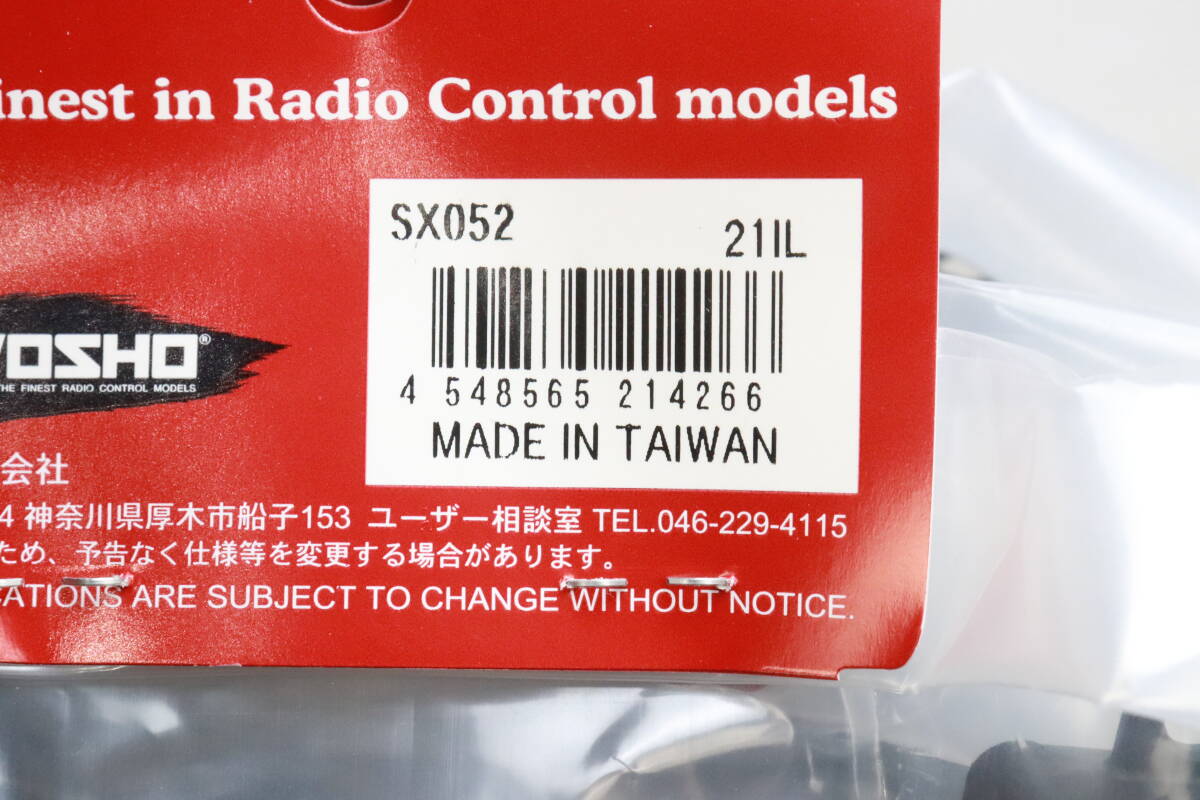 inest in Radio Control models
SX052
21IL
YOSHO®
THE FINEST RADIO CONTROL MODELS
4 548565 214266
MADE IN TAIWAN
会社
4 神奈川県厚木市船子153 ユーザー相談室 TEL.046-229-4115
ため、予告なく仕様等を変更する場合があります。
CATIONS ARE SUBJECT TO CHANGE WITHOUT NOTICE.